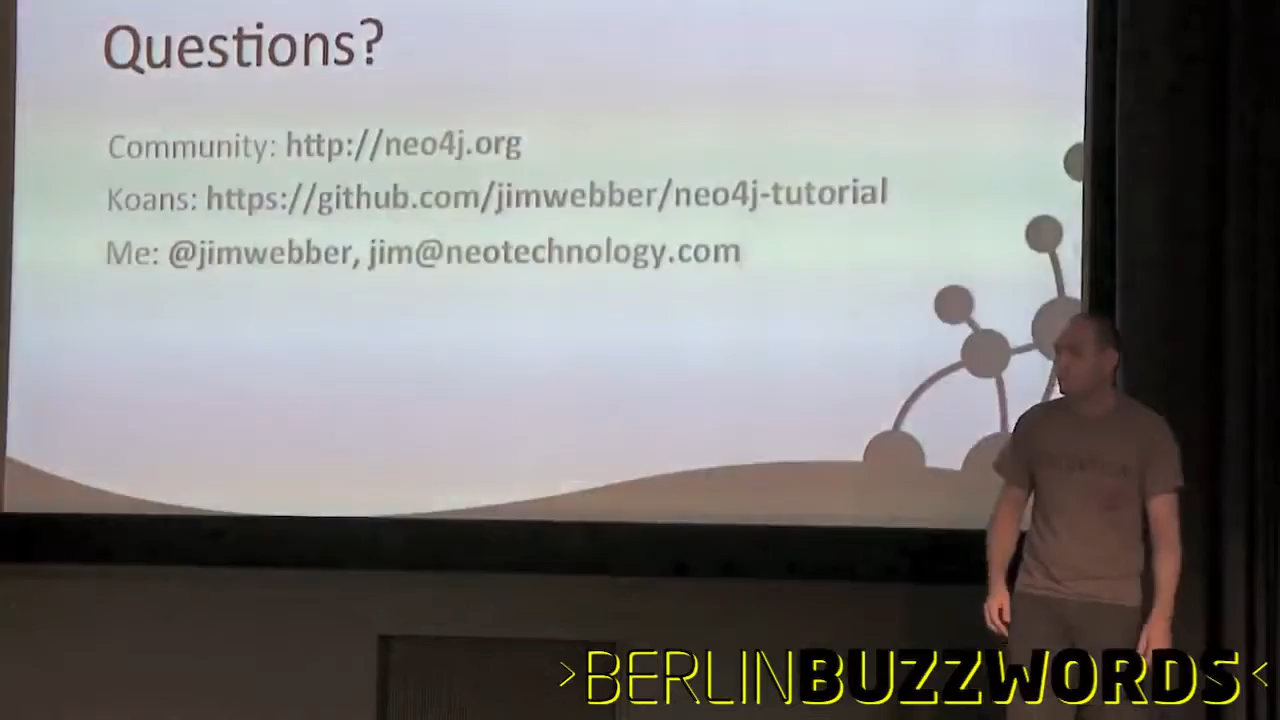 Questions?
Community: http://neo4j.org
Koans: https://github.com/jimwebber/neo4j-tutorial
Me: @jimwebber, jim@neotechnology.com
>BERLINBUZZWORDS<